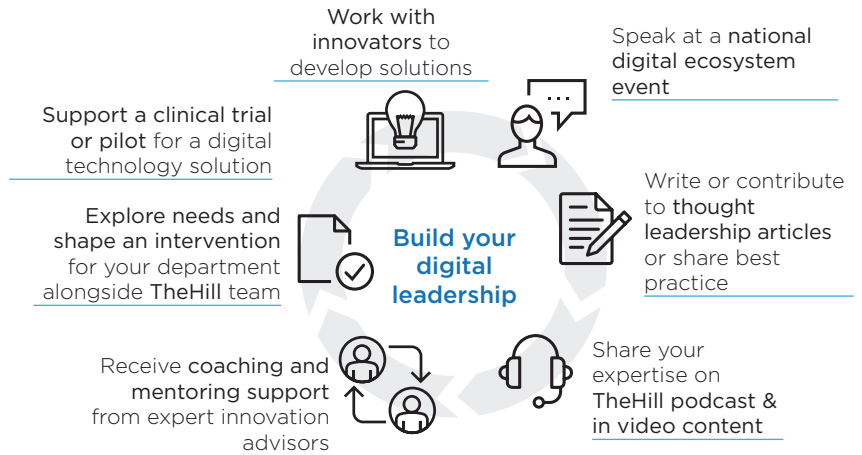 Work with
innovators to
develop solutions
Speak at a national
digital ecosystem
event
Write or contribute
to thought
leadership articles
or share best
practice
Share your
expertise on
TheHill podcast &
in video content
Receive coaching and
mentoring support
from expert innovation
advisors
Explore needs and
shape an intervention
for your department
alongside TheHill team
Support a clinical trial
or pilot for a digital
technology solution
Build your
digital
leadership